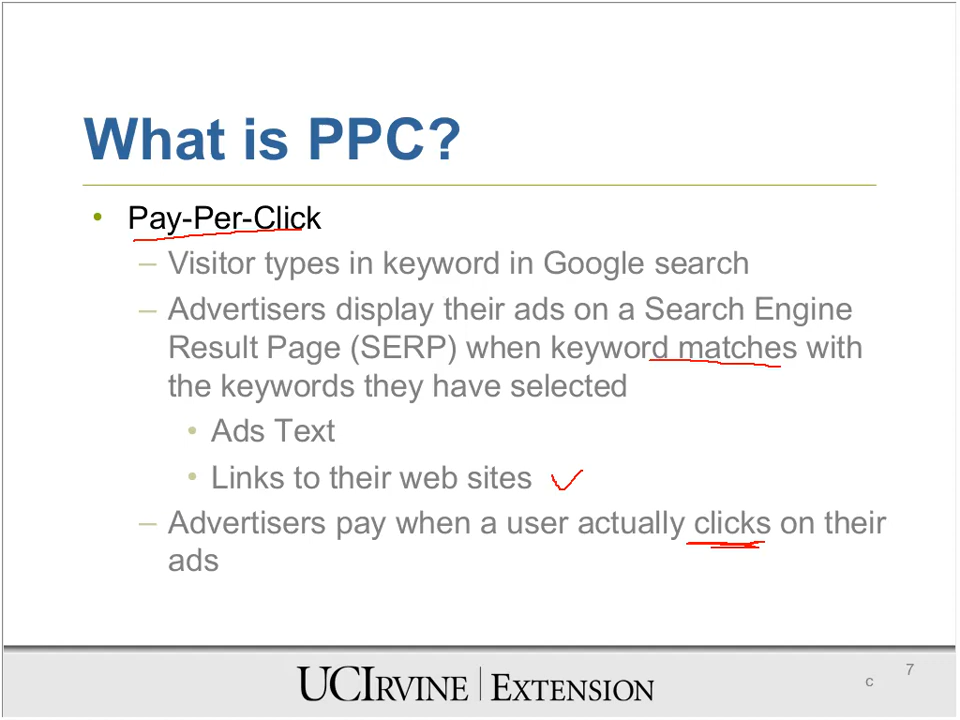 What is PPC?
• Pay-Per-Click
– Visitor types in keyword in Google search
– Advertisers display their ads on a Search Engine
Result Page (SERP) when keyword matches with
the keywords they have selected
• Ads Text
• Links to their web sites
– Advertisers pay when a user actually clicks on their
ads
UCIRVINE | EXTENSION
c
7